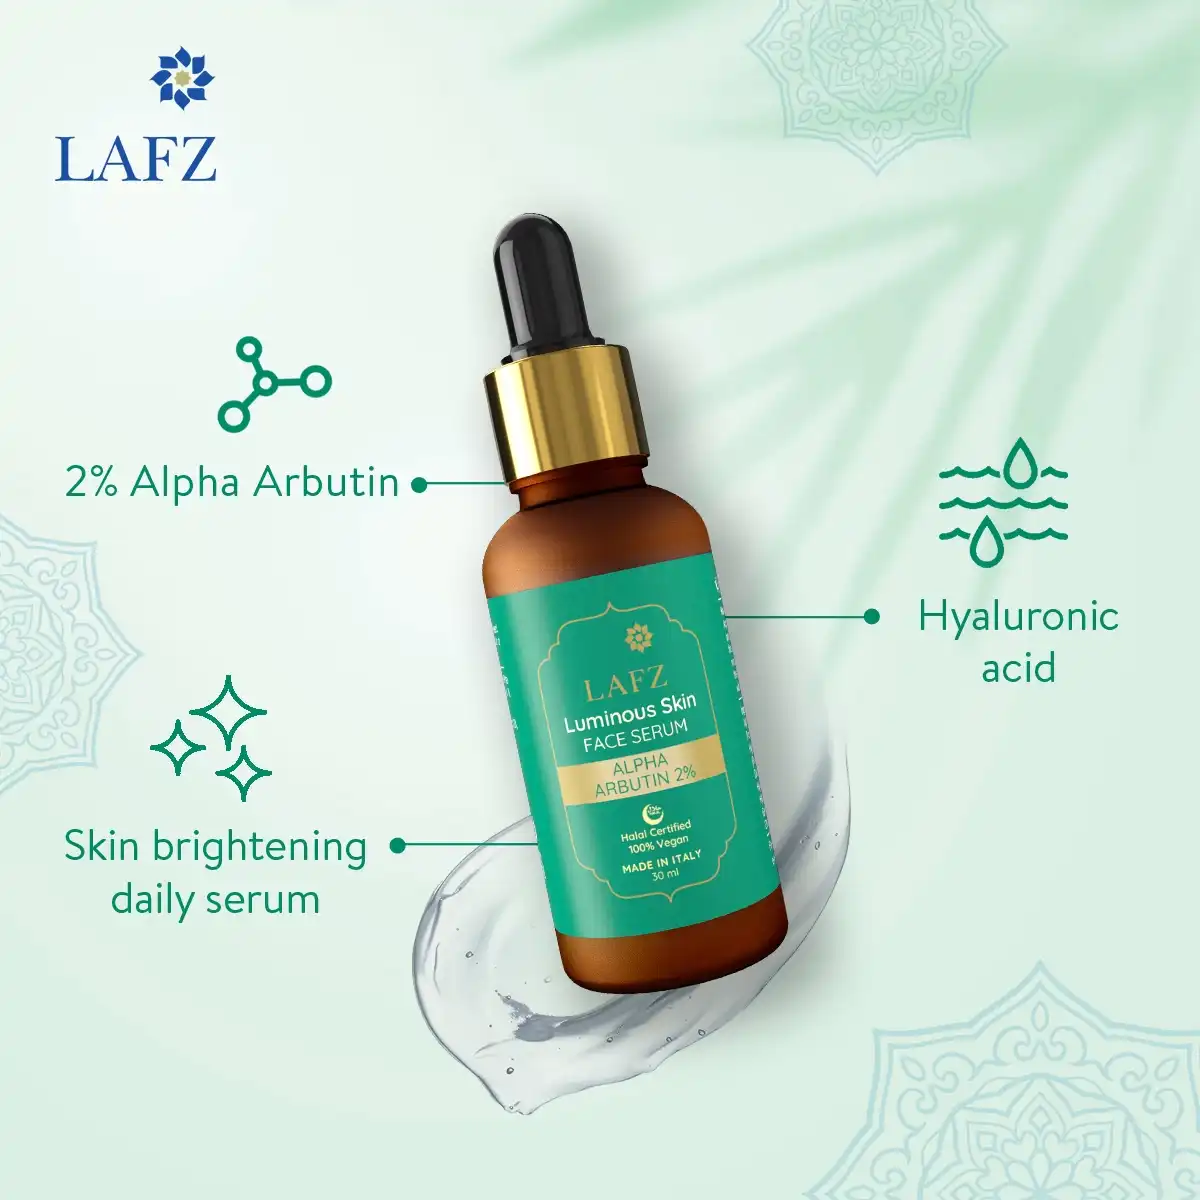 LAFZ
2% Alpha Arbutin
Hyaluronic
acid
Skin brightening
daily serum
LAFZ
Luminous Skin
FACE SERUM
ALPHA
ARBUTIN 2%
Halal Certified
100% Vegan
MADE IN ITALY
30 ml